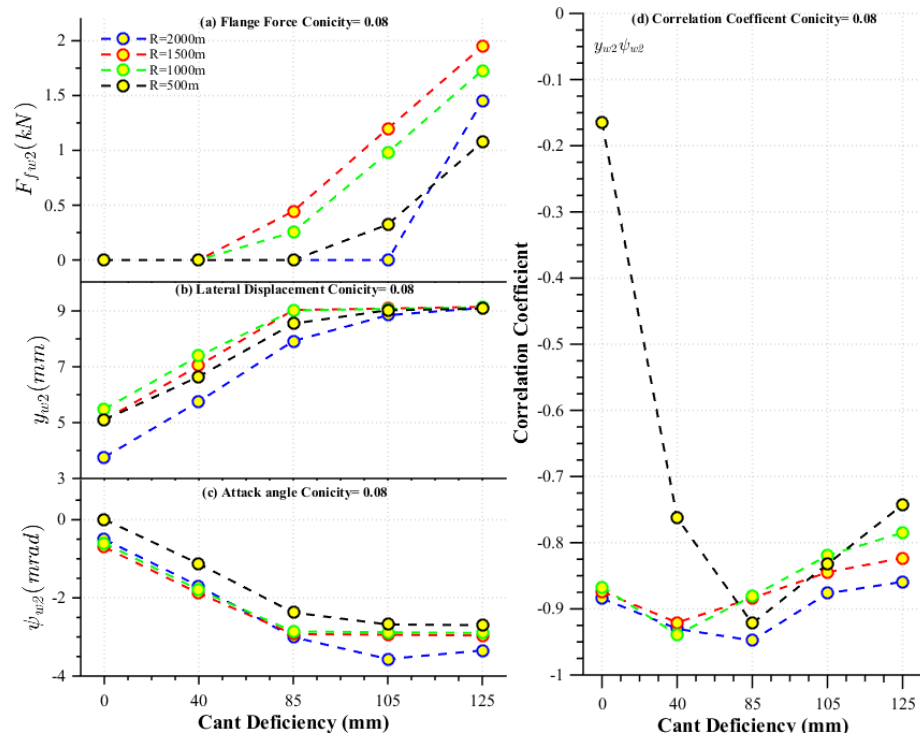 (a) Flange Force Conicity= 0.08
R=2000m
R=1500m
R=1000m
R=500m
2
1.5
1
0.5
0
F_{fw2}(kN)
(b) Lateral Displacement Conicity= 0.08
9
7
5
3
y_{w2}(mm)
(c) Attack angle Conicity= 0.08
0
-2
-4
ψ_{w2}(mrad)
0 40 85 105 125
Cant Deficiency (mm)
(d) Correlation Coefficent Conicity= 0.08
y_{w2}ψ_{w2}
0
-0.1
-0.2
-0.3
-0.4
-0.5
-0.6
-0.7
-0.8
-0.9
-1
Correlation Coefficient
0 40 85 105 125
Cant Deficiency (mm)